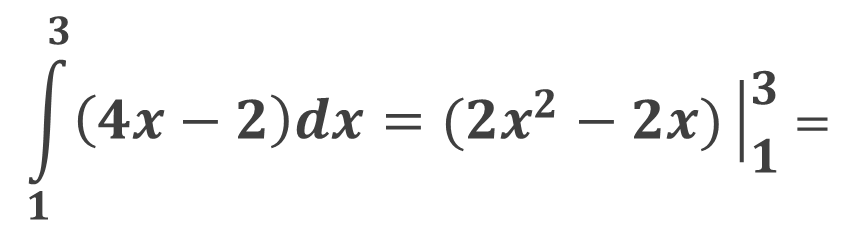 ∫₁³ (4x − 2)dx = (2x² − 2x) |₁³ =